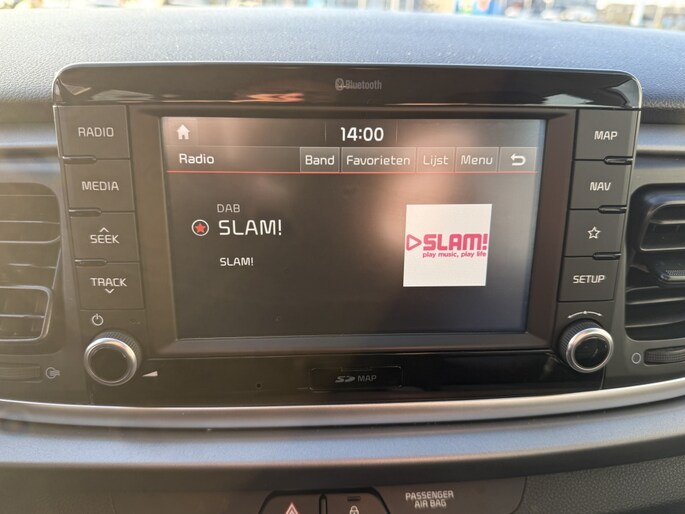 Bluetooth
RADIO
MEDIA
SEEK
TRACK
14:00
Radio Band Favorieten Lijst Menu
DAB
SLAM!
SLAM!
SLAM!
play music, play life
MAP
NAV
SETUP
SD MAP
PASSENGER
AIR BAG